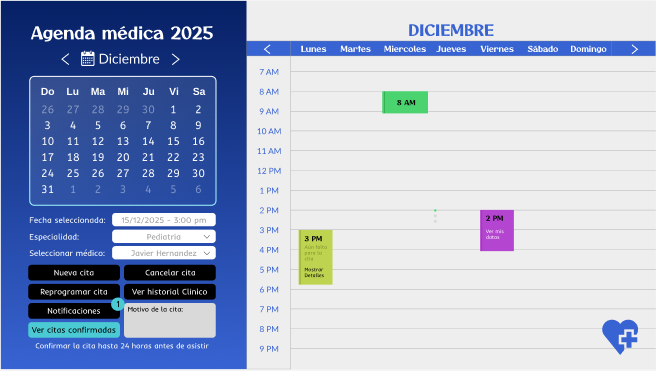 Agenda médica 2025
Diciembre
Do Lu Ma Mi Ju Vi Sa
26 27 28 29 30 1 2
3 4 5 6 7 8 9
10 11 12 13 14 15 16
17 18 19 20 21 22 23
24 25 26 27 28 29 30
31 1 2 3 4 5 6
Fecha seleccionada: 15/12/2025 - 3:00 pm
Especialidad: Pediatria
Seleccionar médico: Javier Hernandez
Nueva cita
Cancelar cita
Reprogramar cita
Ver historial Clinico
Notificaciones
1
Motivo de la cita:
Ver citas confirmadas
Confirmar la cita hasta 24 horas antes de asistir
DICIEMBRE
Lunes Martes Miercoles Jueves Viernes Sábado Domingo
7 AM
8 AM
9 AM
10 AM
11 AM
12 AM
1 PM
2 PM
3 PM
4 PM
5 PM
6 PM
7 PM
8 PM
9 PM
8 AM
2 PM
Ver mis
datos
3 PM
Aun falta
para la
cita
Mostrar
Detalles